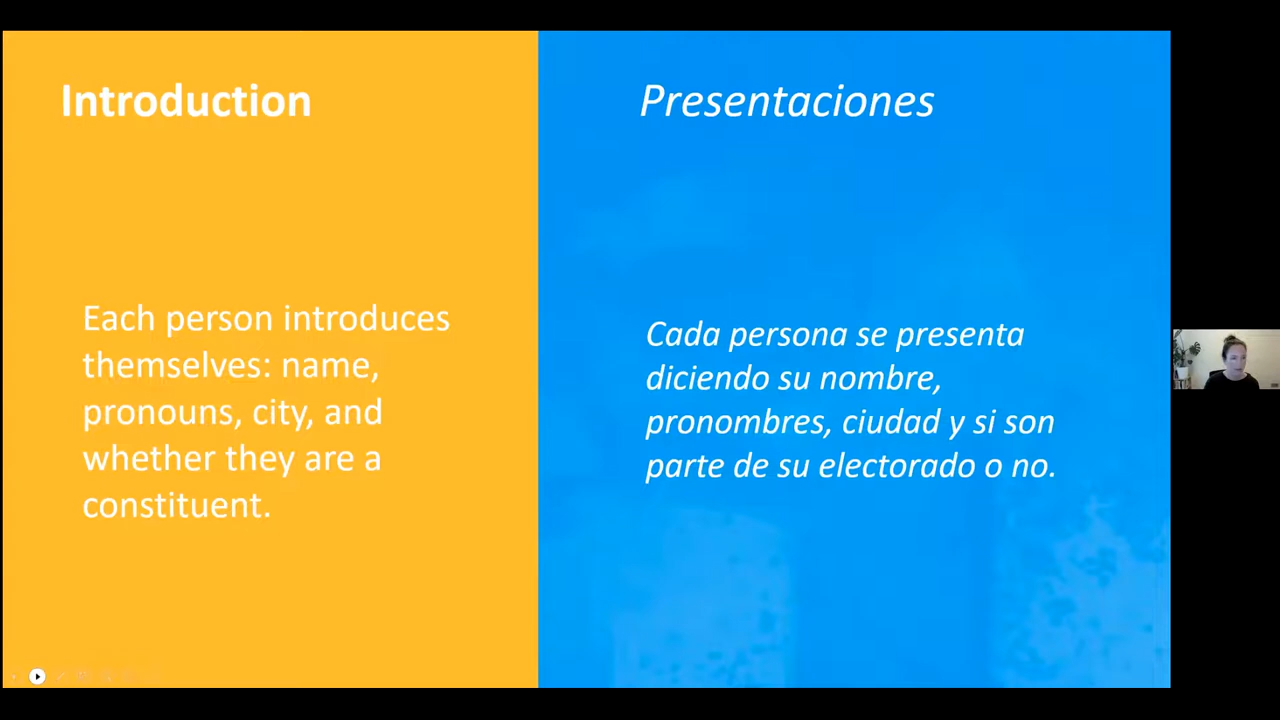 Introduction
Each person introduces
themselves: name,
pronouns, city, and
whether they are a
constituent.
Presentaciones
Cada persona se presenta
diciendo su nombre,
pronombres, ciudad y si son
parte de su electorado o no.